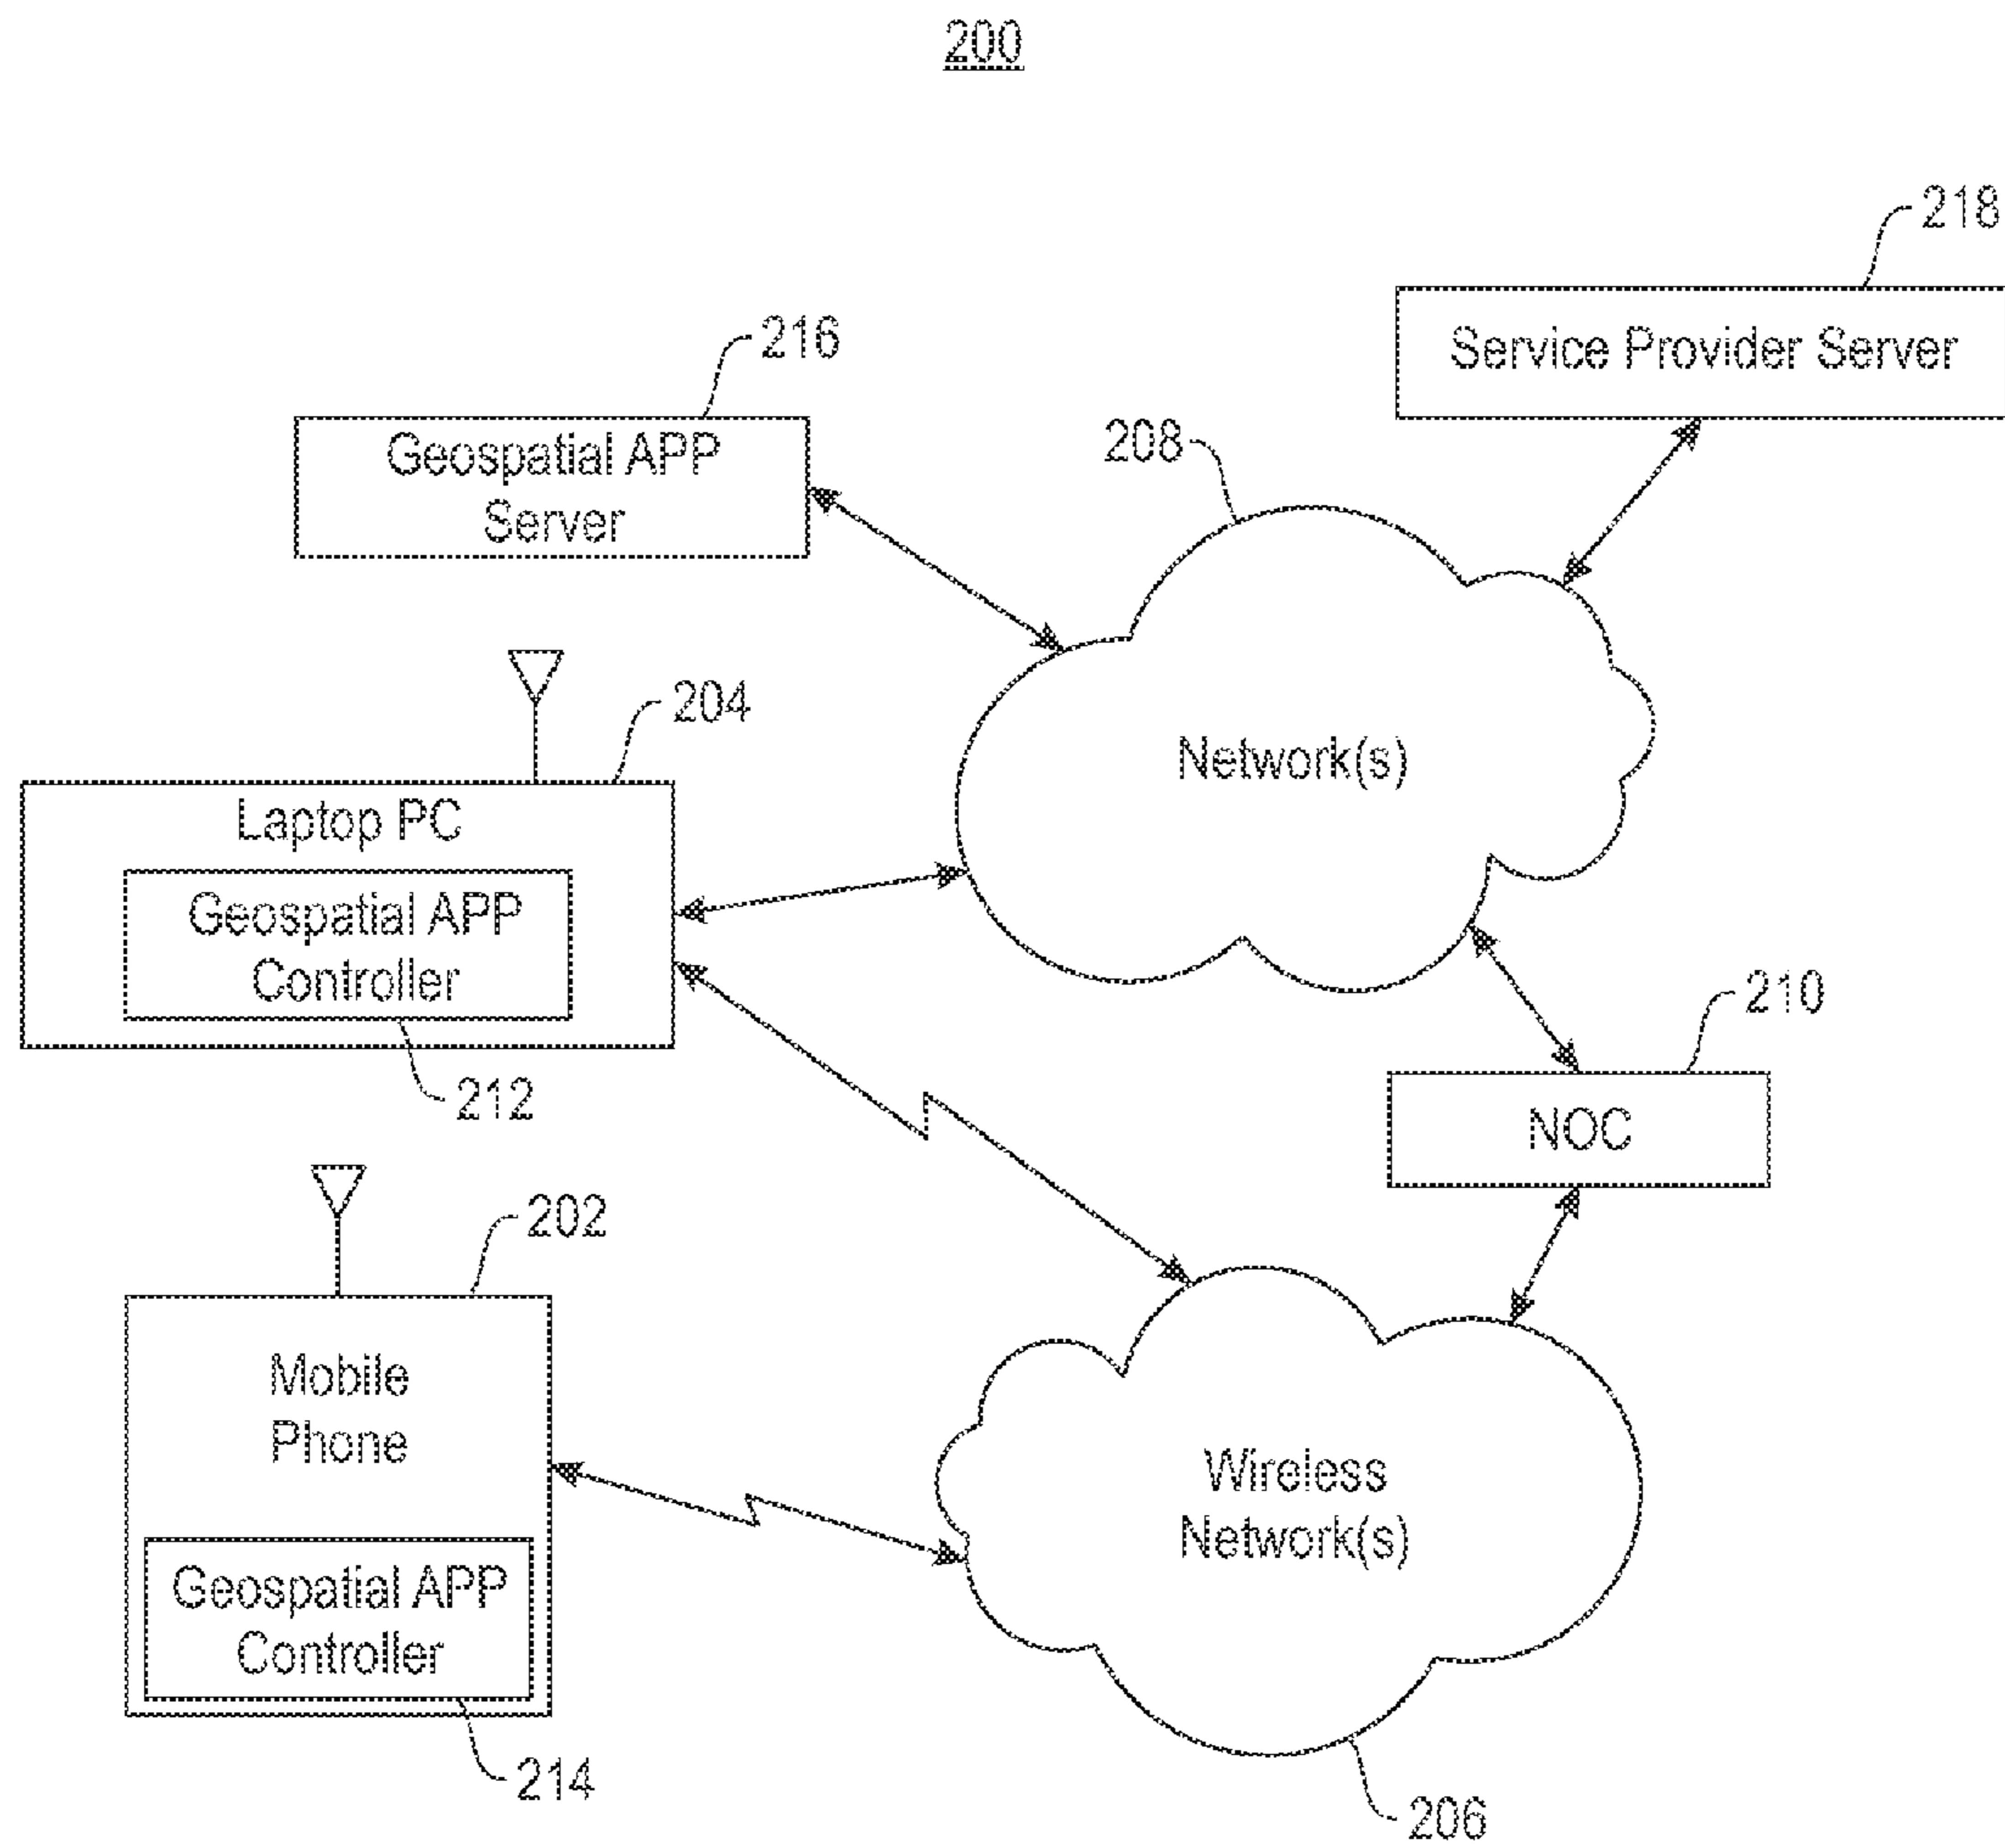 200
218
Service Provider Server
216
Geospatial APP
Server
208
Network(s)
204
Laptop PC
Geospatial APP
Controller
212
210
NOC
202
Mobile
Phone
Geospatial APP
Controller
214
Wireless
Network(s)
206